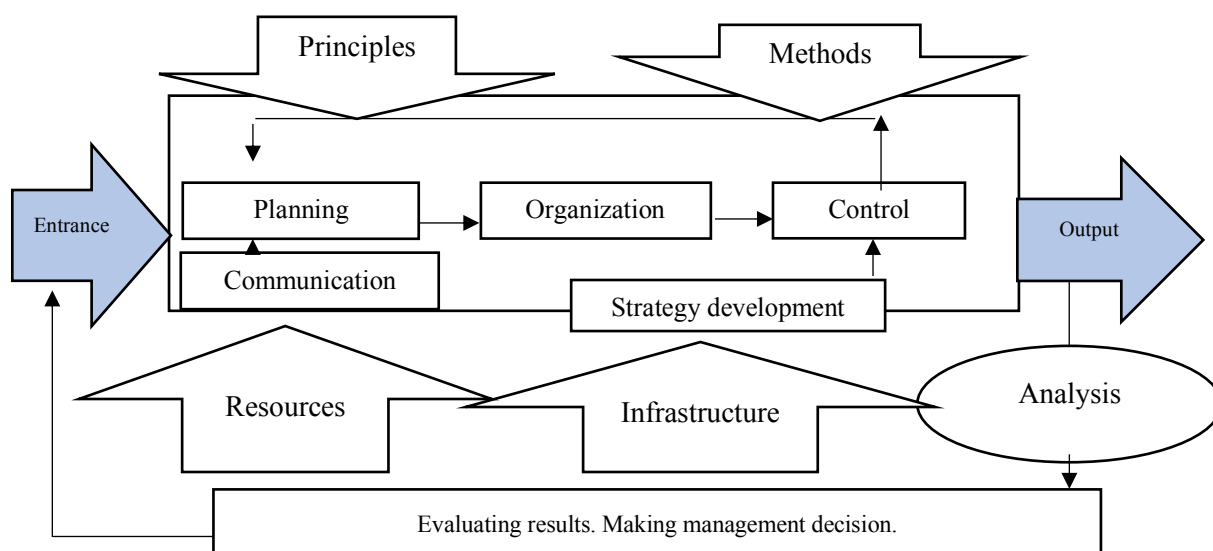 Principles
Methods
Entrance
Planning
Organization
Control
Output
Communication
Strategy development
Resources
Infrastructure
Analysis
Evaluating results. Making management decision.